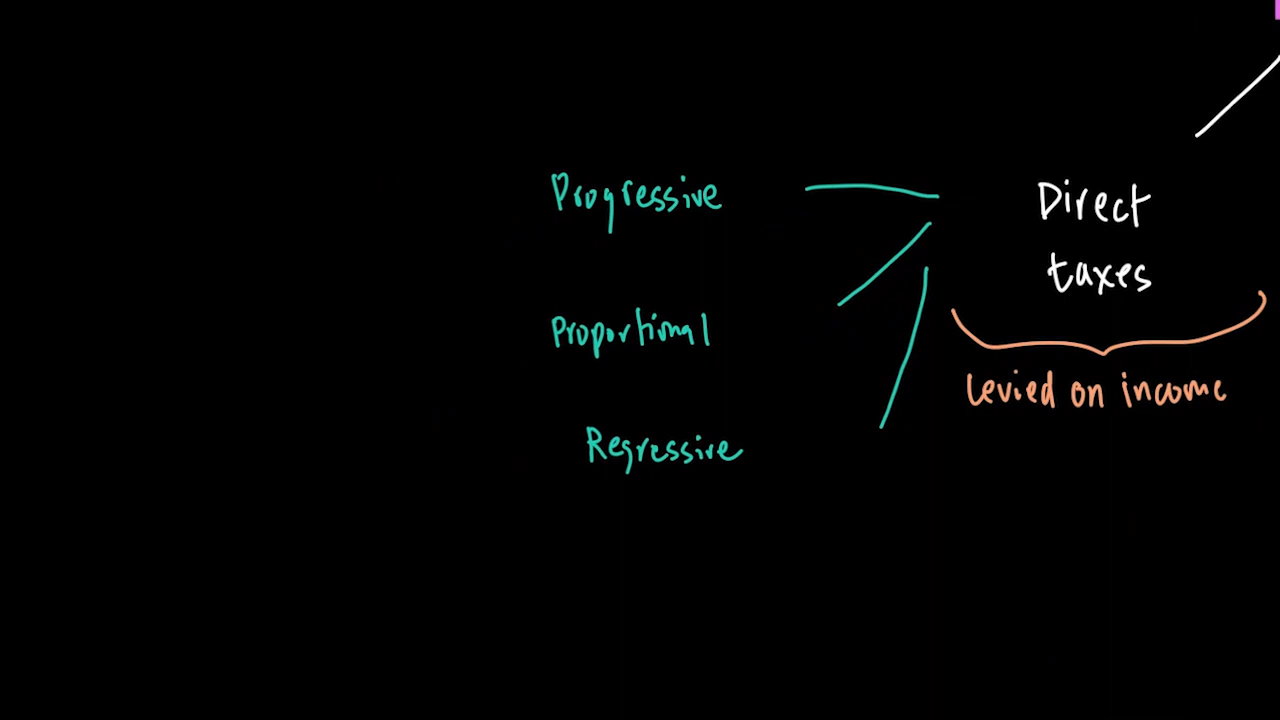 Progressive
Direct
taxes
Proportional
levied on income
Regressive